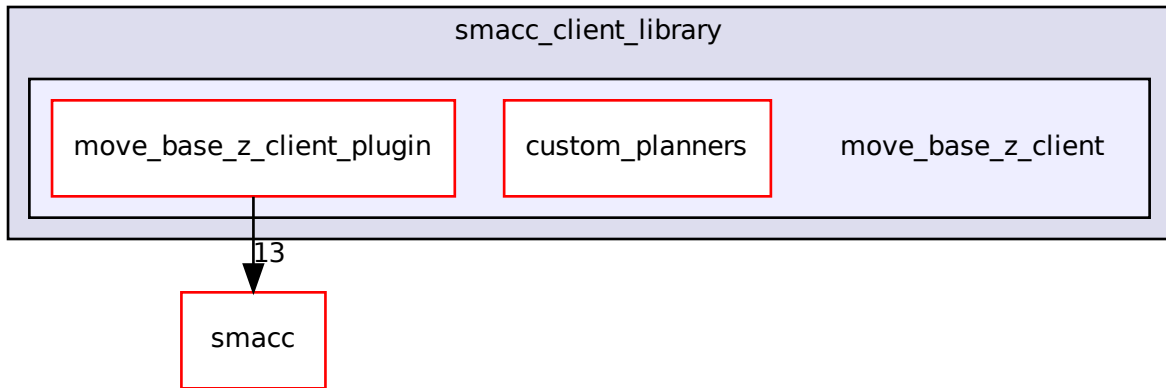 smacc_client_library
move_base_z_client_plugin
custom_planners
move_base_z_client
13
smacc